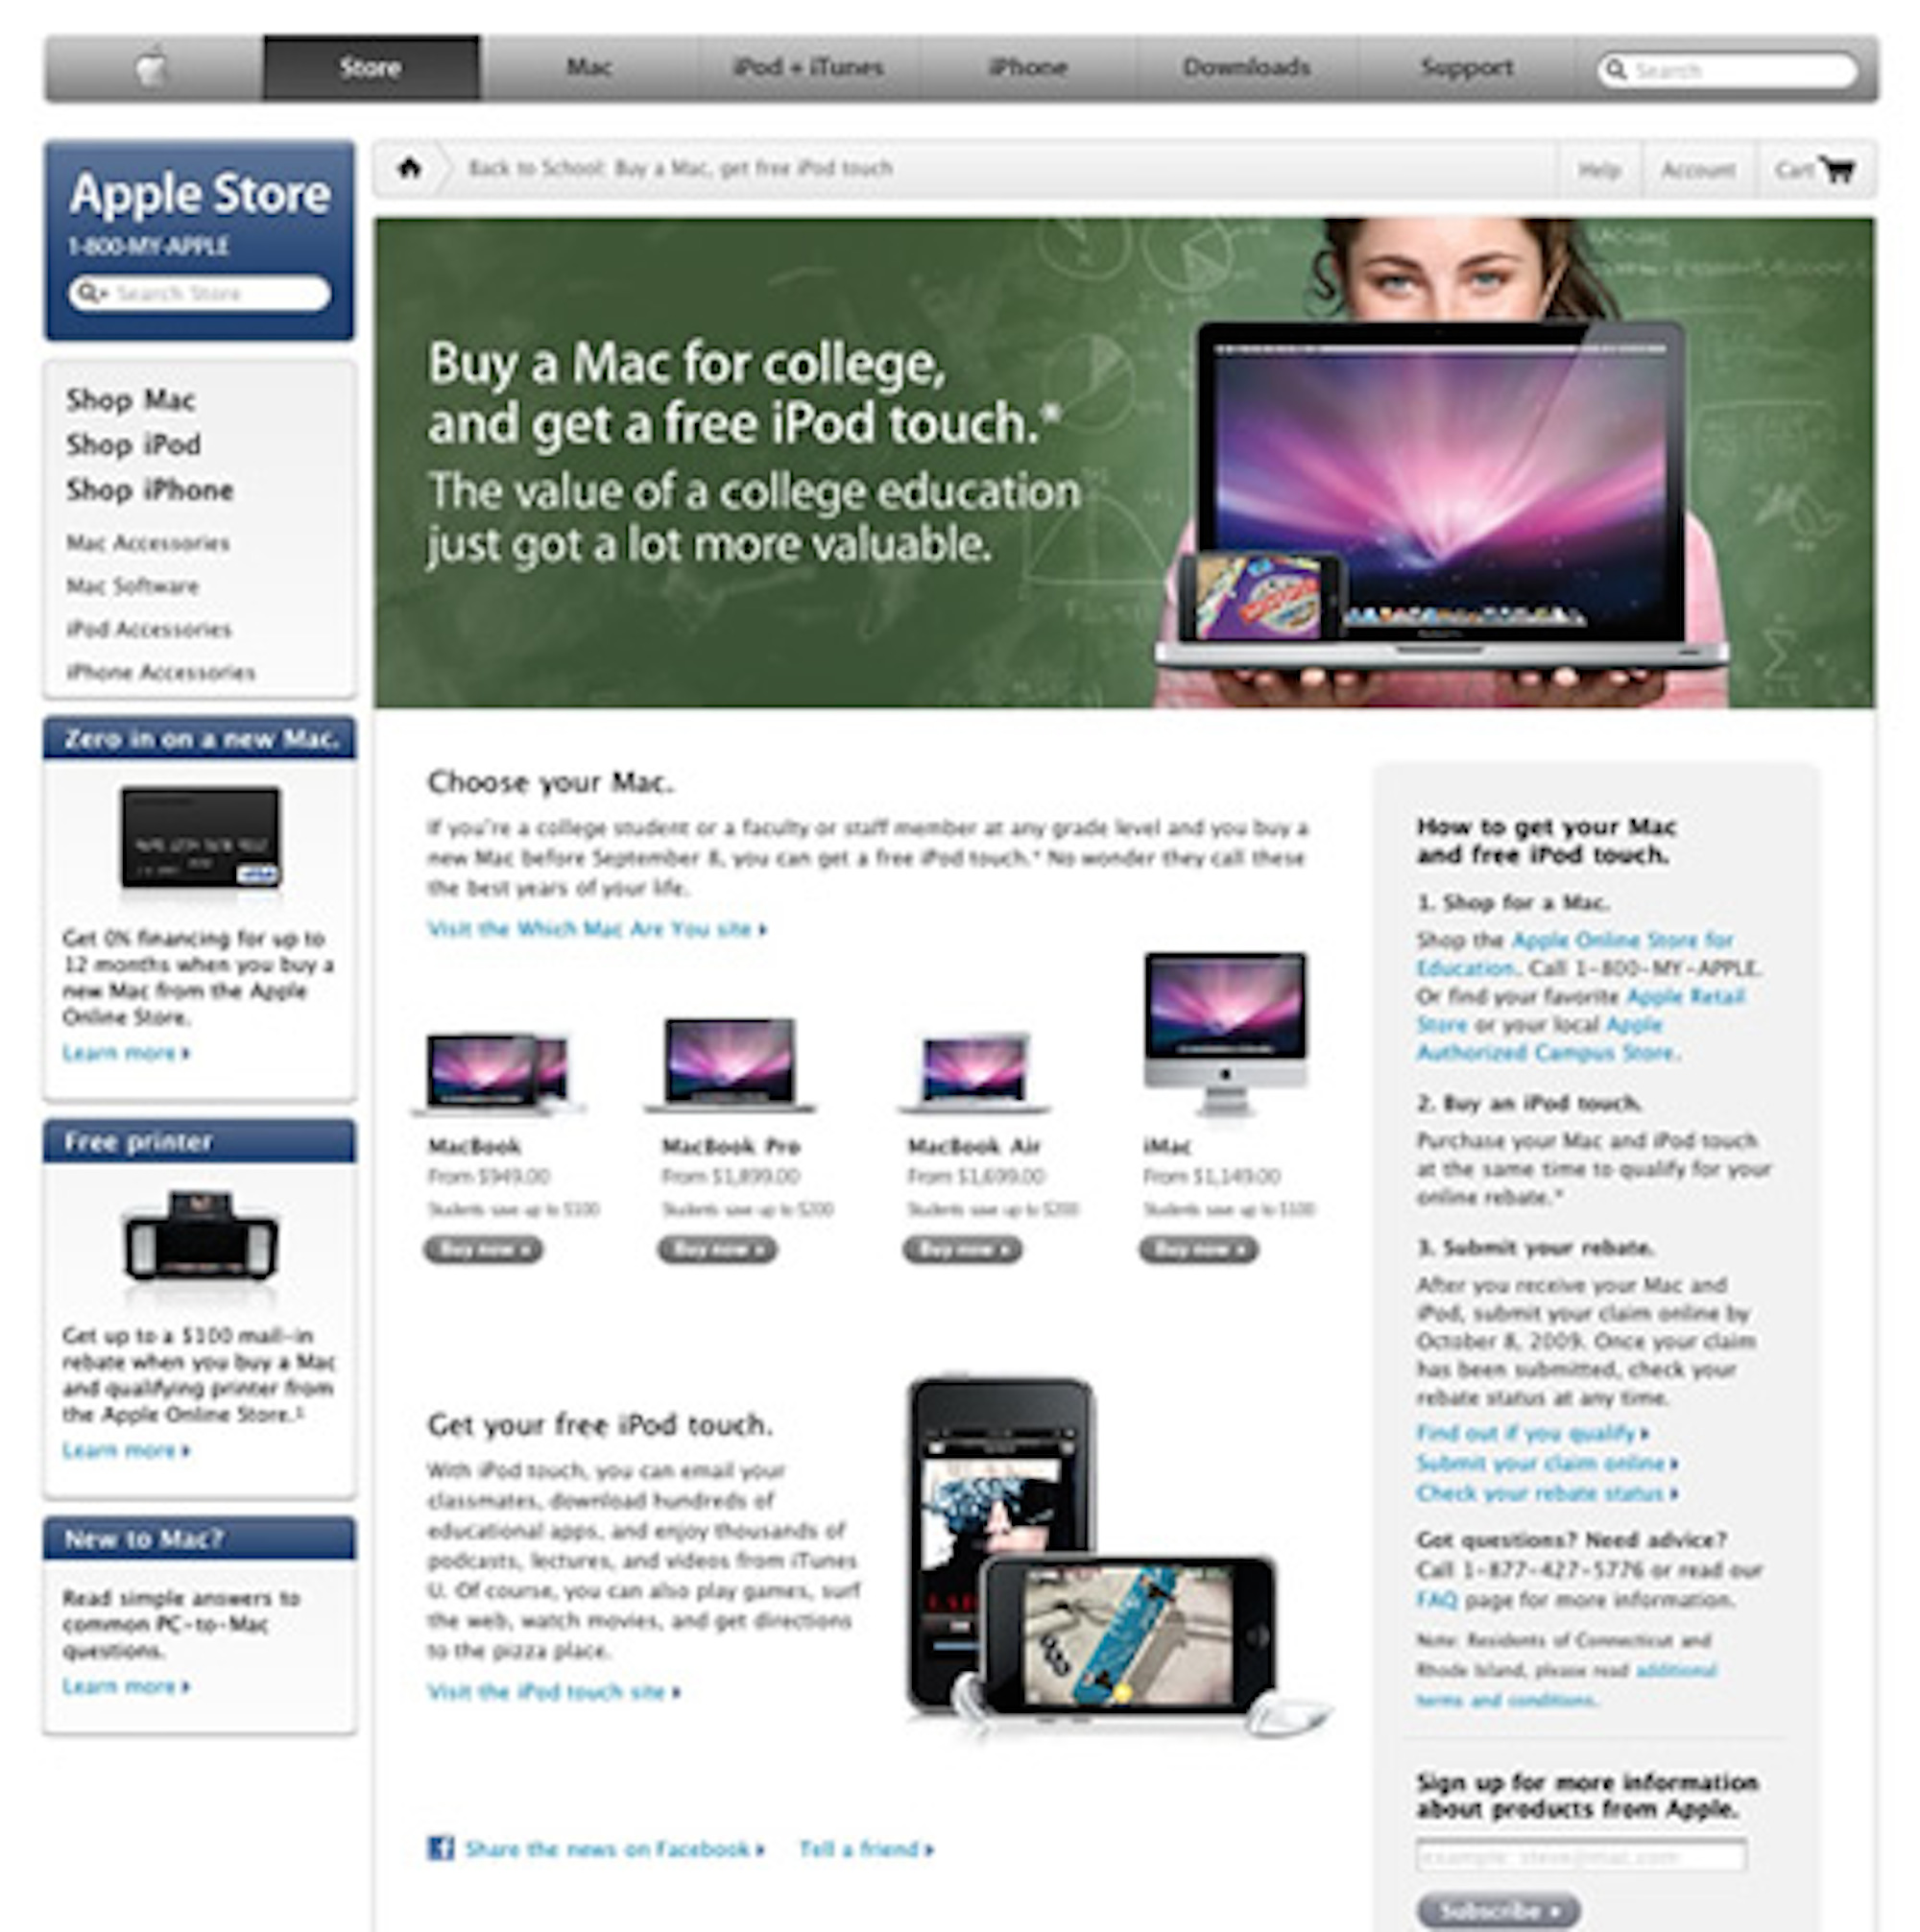 Store
Mac
iPod + iTunes
iPhone
Downloads
Support
Search
Apple Store
1-800-MY-APPLE
Search Store
Back to School: Buy a Mac, get free iPod touch
Help
Account
Cart
Shop Mac
Shop iPod
Shop iPhone
Mac Accessories
Mac Software
iPod Accessories
iPhone Accessories
Buy a Mac for college,
and get a free iPod touch.*
The value of a college education
just got a lot more valuable.
Zero in on a new Mac.
VISA
Get 0% financing for up to
12 months when you buy a
new Mac from the Apple
Online Store.
Learn more
Free printer
Get up to a $100 mail-in
rebate when you buy a Mac
and qualifying printer from
the Apple Online Store.1
Learn more
New to Mac?
Read simple answers to
common PC-to-Mac
questions.
Learn more
Choose your Mac.
If you're a college student or a faculty or staff member at any grade level and you buy a
new Mac before September 8, you can get a free iPod touch.* No wonder they call these
the best years of your life.
Visit the Which Mac Are You site
MacBook
From $949.00
Students save up to $100
Buy now
MacBook Pro
From $1,899.00
Students save up to $200
Buy now
MacBook Air
From $1,699.00
Students save up to $200
Buy now
iMac
From $1,149.00
Students save up to $100
Buy now
Get your free iPod touch.
With iPod touch, you can email your
classmates, download hundreds of
educational apps, and enjoy thousands of
podcasts, lectures, and videos from iTunes
U. Of course, you can also play games, surf
the web, watch movies, and get directions
to the pizza place.
Visit the iPod touch site
Share the news on Facebook
Tell a friend
How to get your Mac
and free iPod touch.
1. Shop for a Mac.
Shop the Apple Online Store for
Education. Call 1-800-MY-APPLE.
Or find your favorite Apple Retail
Store or your local Apple
Authorized Campus Store.
2. Buy an iPod touch.
Purchase your Mac and iPod touch
at the same time to qualify for your
online rebate.*
3. Submit your rebate.
After you receive your Mac and
iPod, submit your claim online by
October 8, 2009. Once your claim
has been submitted, check your
rebate status at any time.
Find out if you qualify
Submit your claim online
Check your rebate status
Got questions? Need advice?
Call 1-877-427-5776 or read our
FAQ page for more information.
Note: Residents of Connecticut and
Rhode Island, please read additional
terms and conditions.
Sign up for more information
about products from Apple.
example: steve@mac.com
Subscribe